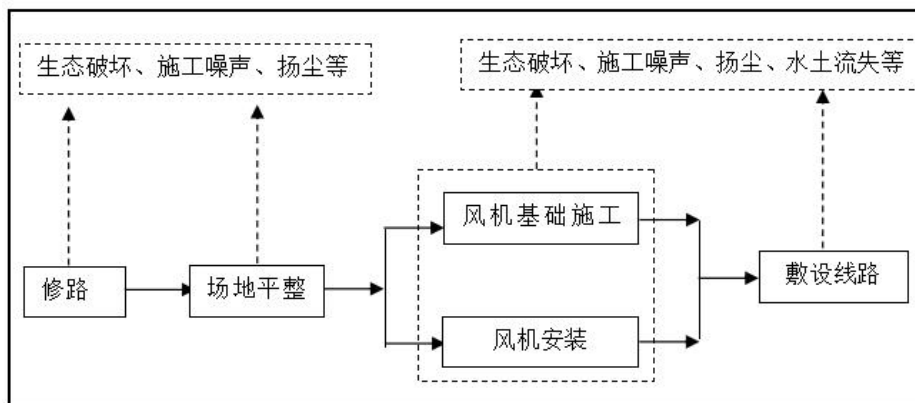 生态破坏、施工噪声、扬尘等
生态破坏、施工噪声、扬尘、水土流失等
风机基础施工
修路
场地平整
敷设线路
风机安装